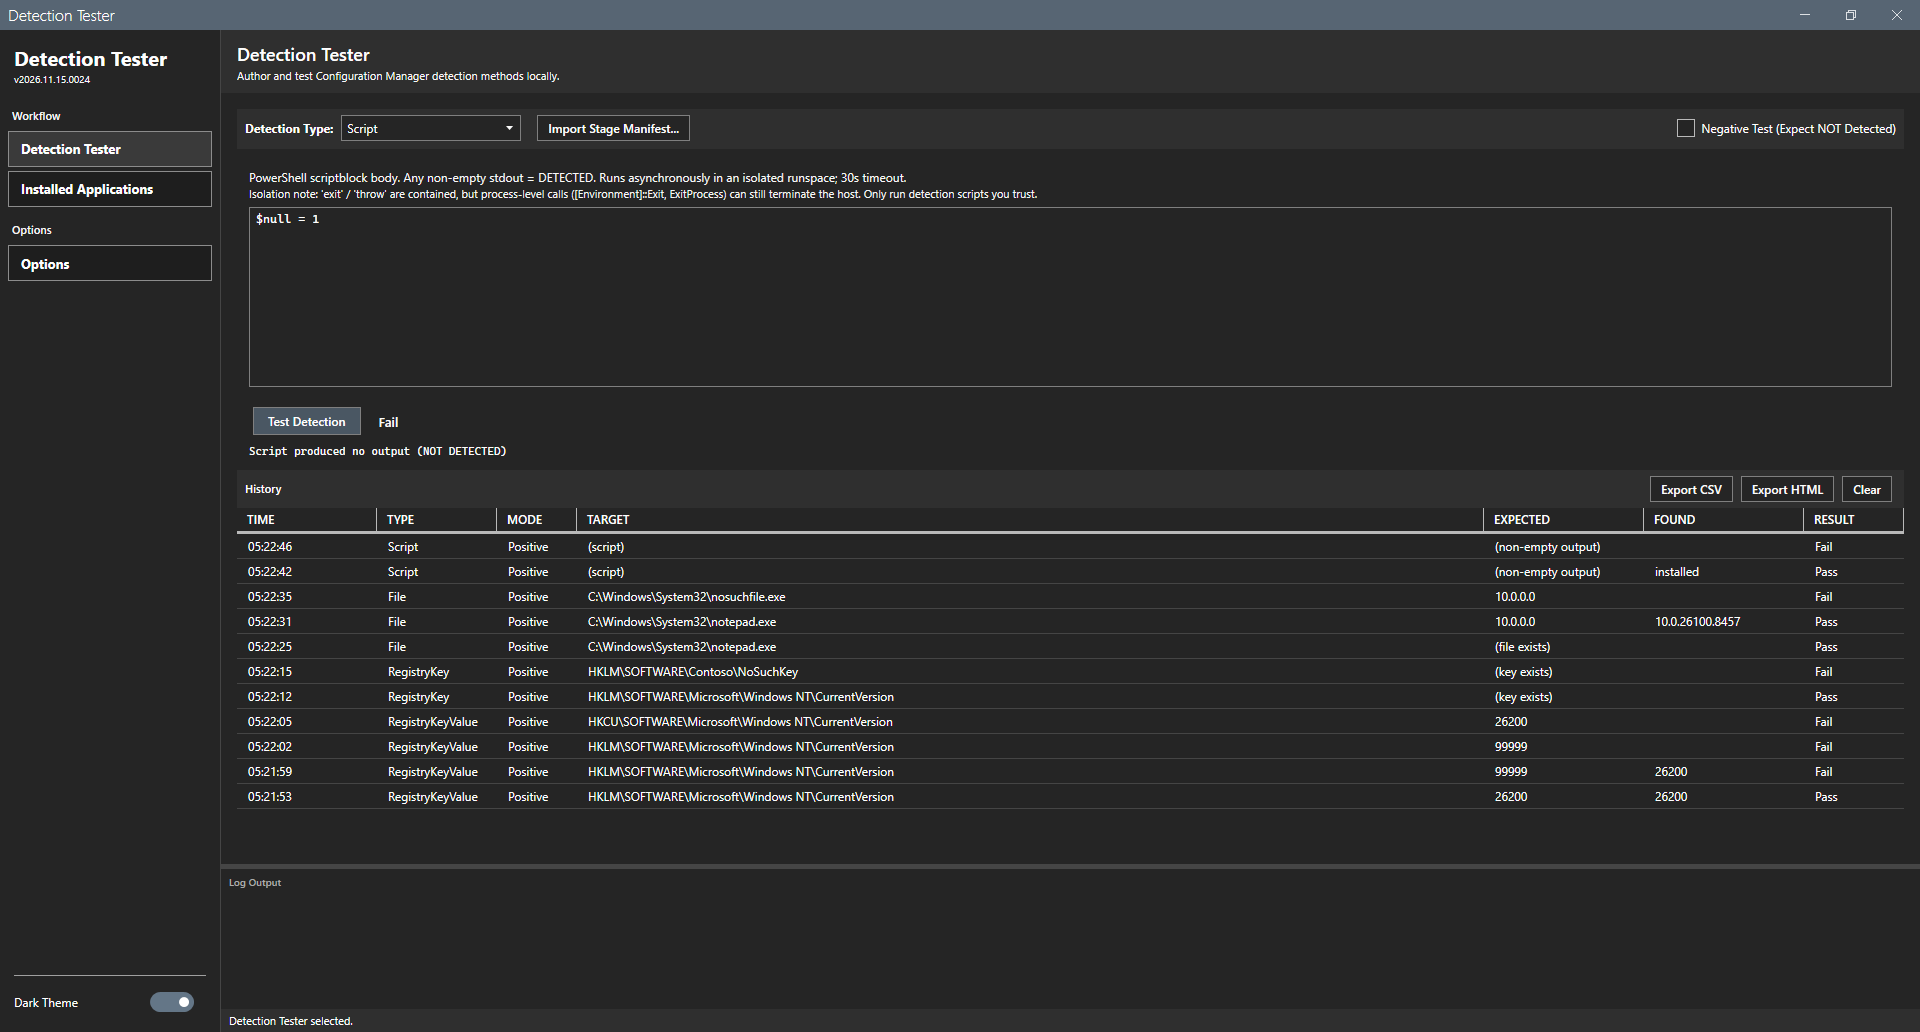 Detection Tester
Detection Tester
v2026.11.15.0024
Workflow
Detection Tester
Installed Applications
Options
Options
Dark Theme
Detection Tester
Author and test Configuration Manager detection methods locally.
Detection Type: Script Import Stage Manifest... Negative Test (Expect NOT Detected)
PowerShell scriptblock body. Any non-empty stdout = DETECTED. Runs asynchronously in an isolated runspace; 30s timeout.
Isolation note: 'exit' / 'throw' are contained, but process-level calls ([Environment]::Exit, ExitProcess) can still terminate the host. Only run detection scripts you trust.
$null = 1
Test Detection Fail
Script produced no output (NOT DETECTED)
History Export CSV Export HTML Clear
TIME TYPE MODE TARGET EXPECTED FOUND RESULT
05:22:46 Script Positive (script) (non-empty output) Fail
05:22:42 Script Positive (script) (non-empty output) installed Pass
05:22:35 File Positive C:\Windows\System32\nosuchfile.exe 10.0.0.0 Fail
05:22:31 File Positive C:\Windows\System32\notepad.exe 10.0.0.0 10.0.26100.8457 Pass
05:22:25 File Positive C:\Windows\System32\notepad.exe (file exists) Pass
05:22:15 RegistryKey Positive HKLM\SOFTWARE\Contoso\NoSuchKey (key exists) Fail
05:22:12 RegistryKey Positive HKLM\SOFTWARE\Microsoft\Windows NT\CurrentVersion (key exists) Pass
05:22:05 RegistryKeyValue Positive HKCU\SOFTWARE\Microsoft\Windows NT\CurrentVersion 26200 Fail
05:22:02 RegistryKeyValue Positive HKLM\SOFTWARE\Microsoft\Windows NT\CurrentVersion 99999 Fail
05:21:59 RegistryKeyValue Positive HKLM\SOFTWARE\Microsoft\Windows NT\CurrentVersion 99999 26200 Fail
05:21:53 RegistryKeyValue Positive HKLM\SOFTWARE\Microsoft\Windows NT\CurrentVersion 26200 26200 Pass
Log Output
Detection Tester selected.